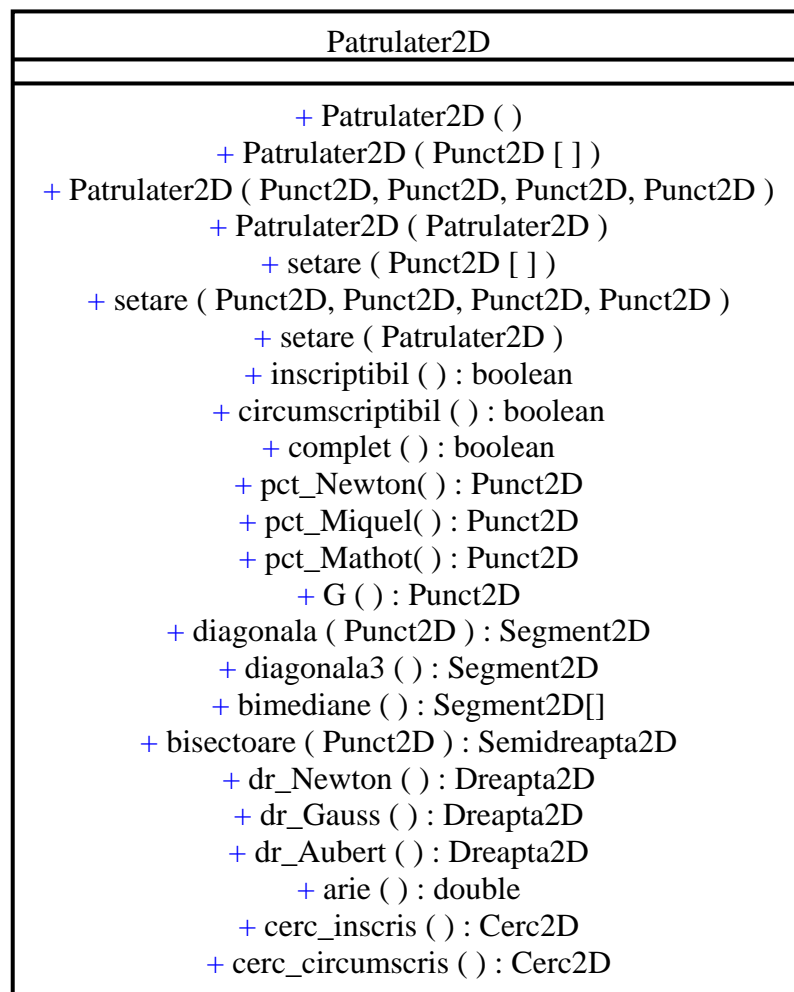 Patrulater2D
+ Patrulater2D ( )
+ Patrulater2D ( Punct2D [ ] )
+ Patrulater2D ( Punct2D, Punct2D, Punct2D, Punct2D )
+ Patrulater2D ( Patrulater2D )
+ setare ( Punct2D [ ] )
+ setare ( Punct2D, Punct2D, Punct2D, Punct2D )
+ setare ( Patrulater2D )
+ inscriptibil ( ) : boolean
+ circumscriptibil ( ) : boolean
+ complet ( ) : boolean
+ pct_Newton( ) : Punct2D
+ pct_Miquel( ) : Punct2D
+ pct_Mathot( ) : Punct2D
+ G ( ) : Punct2D
+ diagonala ( Punct2D ) : Segment2D
+ diagonala3 ( ) : Segment2D
+ bimediane ( ) : Segment2D[]
+ bisectoare ( Punct2D ) : Semidreapta2D
+ dr_Newton ( ) : Dreapta2D
+ dr_Gauss ( ) : Dreapta2D
+ dr_Aubert ( ) : Dreapta2D
+ arie ( ) : double
+ cerc_inscris ( ) : Cerc2D
+ cerc_circumscris ( ) : Cerc2D